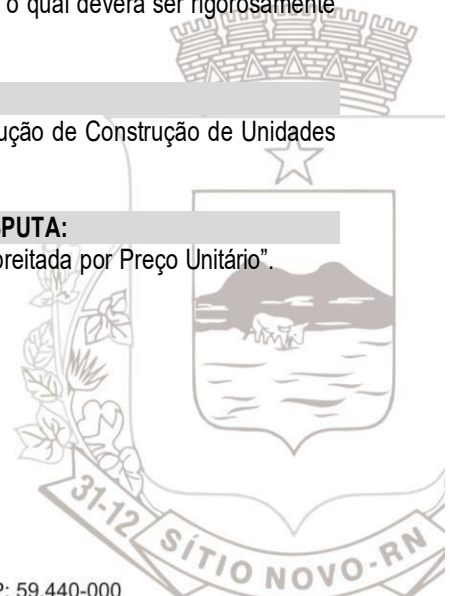 o qual deverá ser rigorosamente
ução de Construção de Unidades
SPUTA:
preitada por Preço Unitário”.
31-12
SÍTIO NOVO-RN
P: 59.440-000